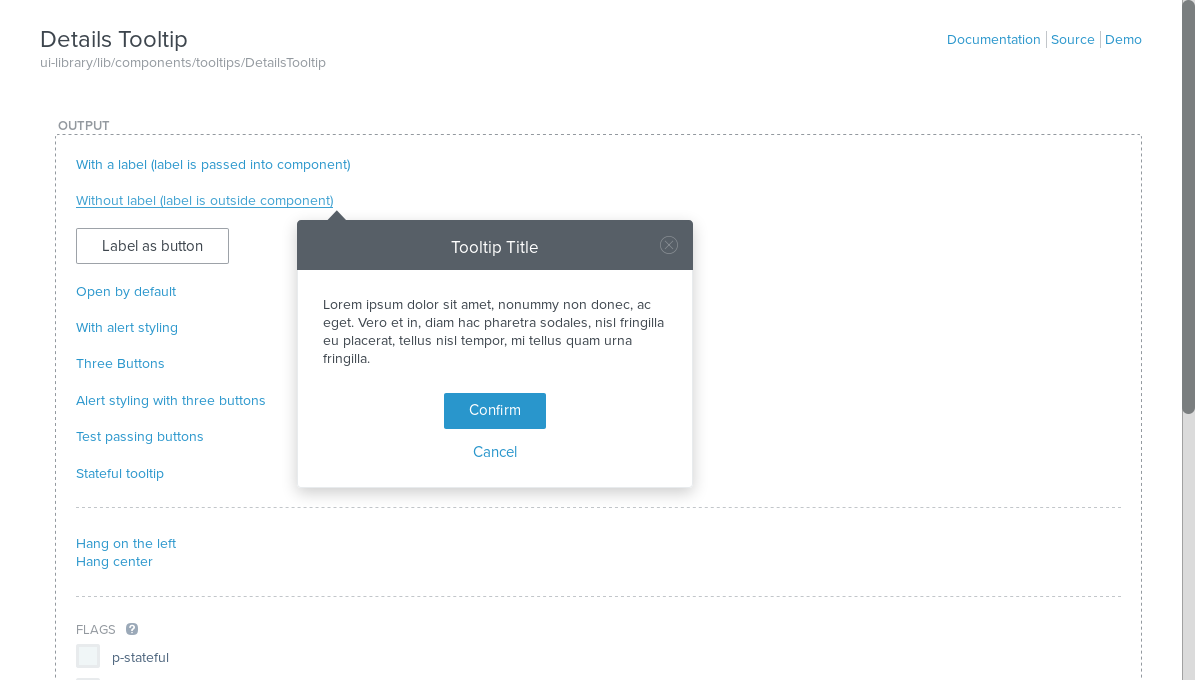 Details Tooltip
ui-library/lib/components/tooltips/DetailsTooltip
Documentation
Source
Demo
OUTPUT
With a label (label is passed into component)
Without label (label is outside component)
Label as button
Open by default
With alert styling
Three Buttons
Alert styling with three buttons
Test passing buttons
Stateful tooltip
Tooltip Title
Lorem ipsum dolor sit amet, nonummy non donec, ac
eget. Vero et in, diam hac pharetra sodales, nisl fringilla
eu placerat, tellus nisl tempor, mi tellus quam urna
fringilla.
Confirm
Cancel
Hang on the left
Hang center
FLAGS ?
p-stateful